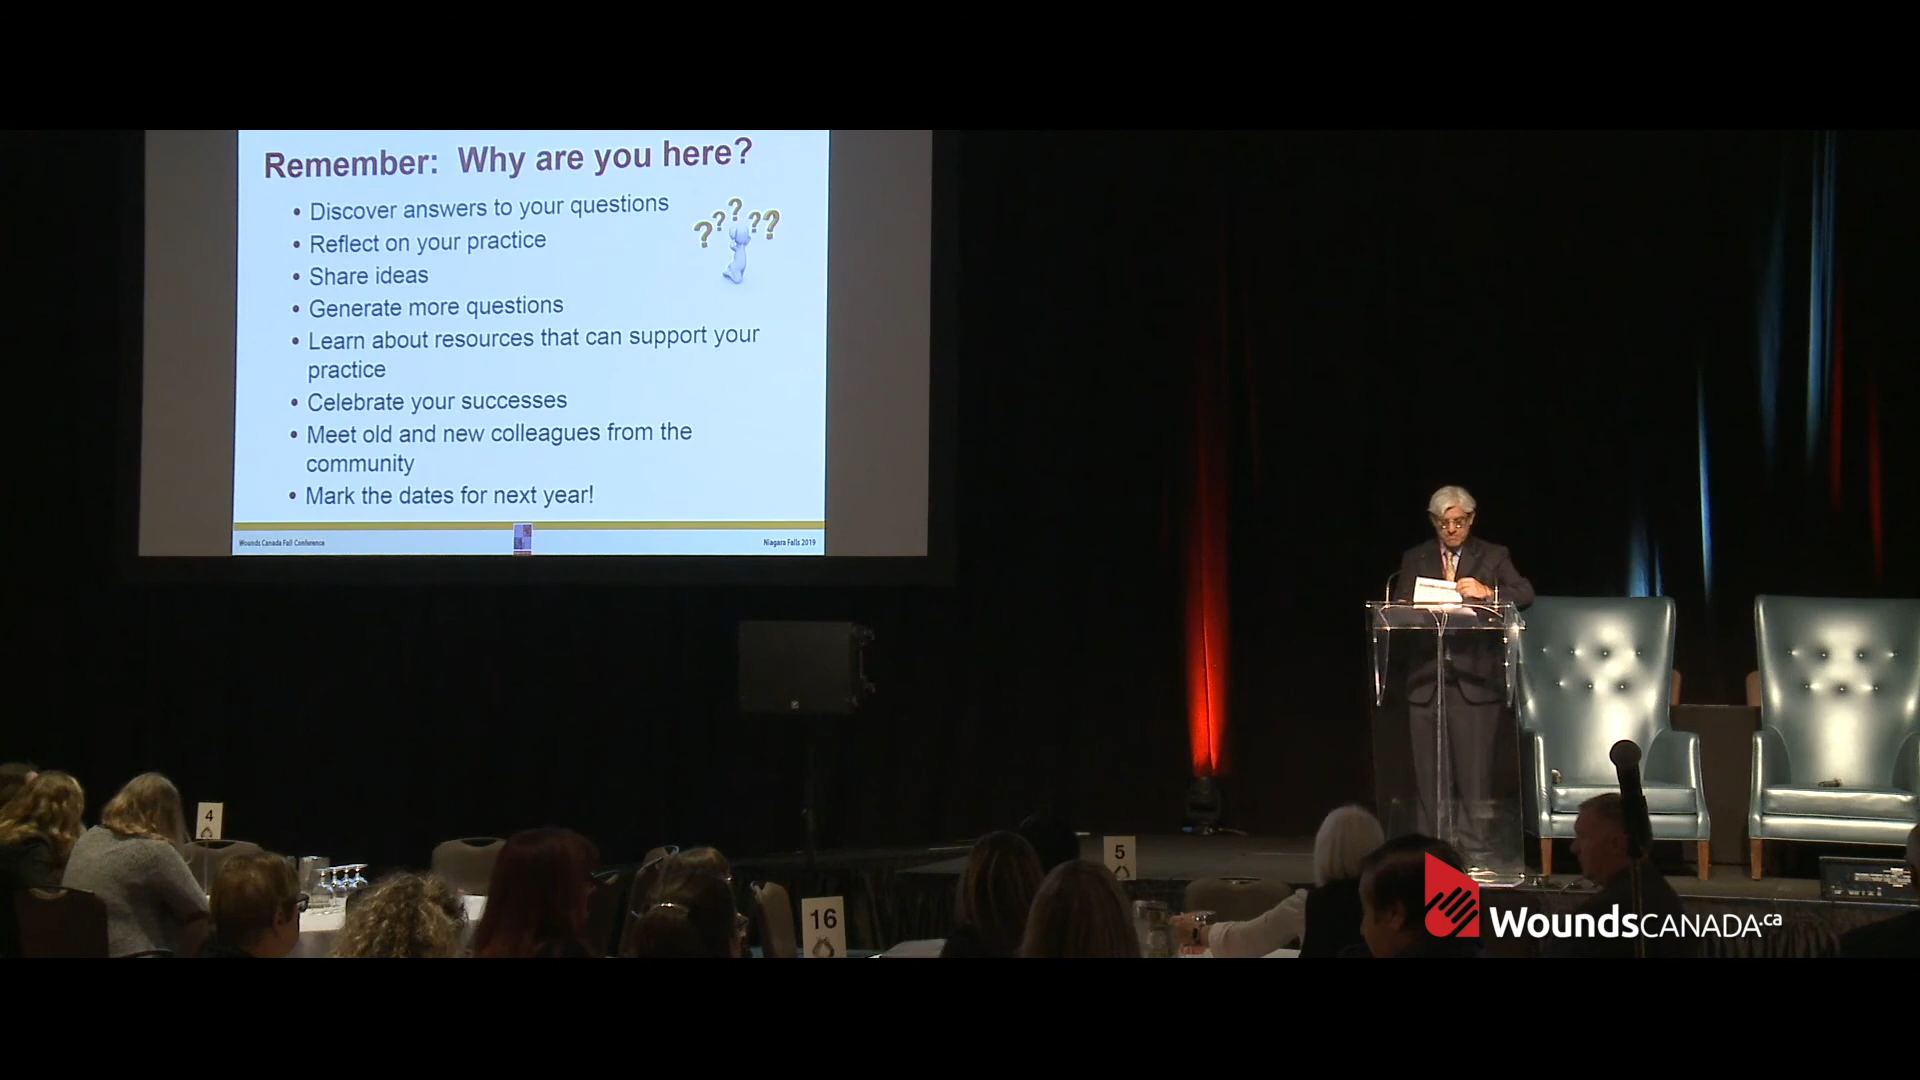 Remember: Why are you here?
• Discover answers to your questions
• Reflect on your practice
• Share ideas
• Generate more questions
• Learn about resources that can support your
practice
• Celebrate your successes
• Meet old and new colleagues from the
community
• Mark the dates for next year!
Wounds Canada Fall Conference
Niagara Falls 2019
? ? ? ? ?
4
5
16
WoundsCANADA.ca